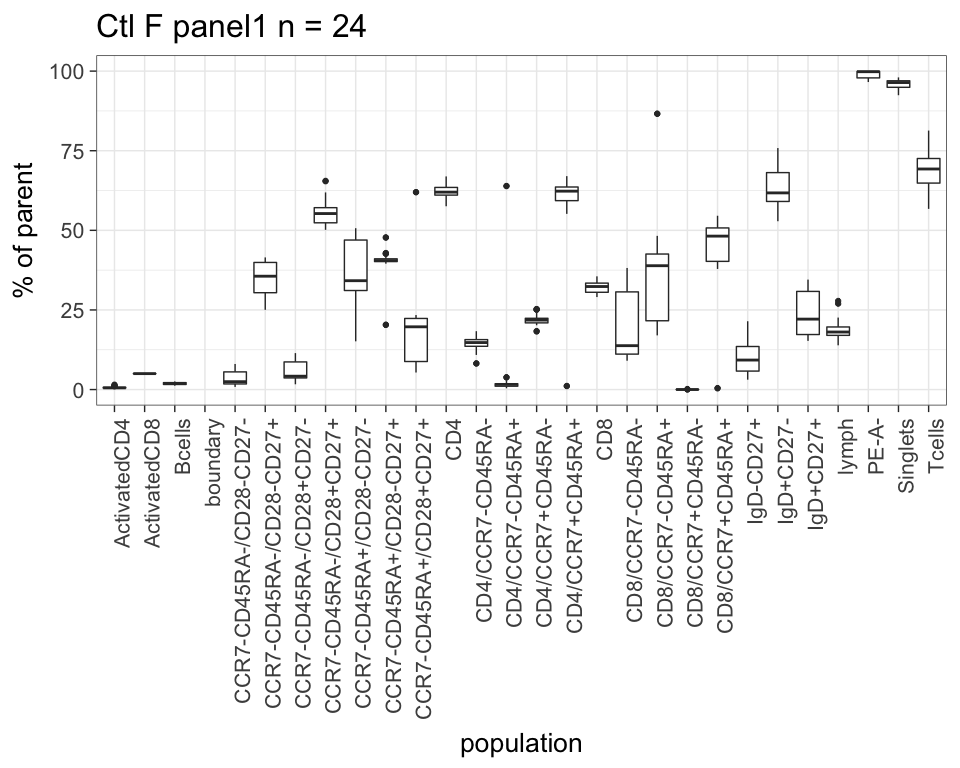 Ctl F panel1 n = 24
% of parent
100
75
50
25
0
ActivatedCD4
ActivatedCD8
Bcells
boundary
CCR7-CD45RA-/CD28-CD27-
CCR7-CD45RA-/CD28-CD27+
CCR7-CD45RA-/CD28+CD27-
CCR7-CD45RA-/CD28+CD27+
CCR7-CD45RA+/CD28-CD27-
CCR7-CD45RA+/CD28-CD27+
CCR7-CD45RA+/CD28+CD27+
CD4
CD4/CCR7-CD45RA-
CD4/CCR7-CD45RA+
CD4/CCR7+CD45RA-
CD4/CCR7+CD45RA+
CD8
CD8/CCR7-CD45RA-
CD8/CCR7-CD45RA+
CD8/CCR7+CD45RA-
CD8/CCR7+CD45RA+
IgD-CD27+
IgD+CD27-
IgD+CD27+
lymph
PE-A-
Singlets
Tcells
population